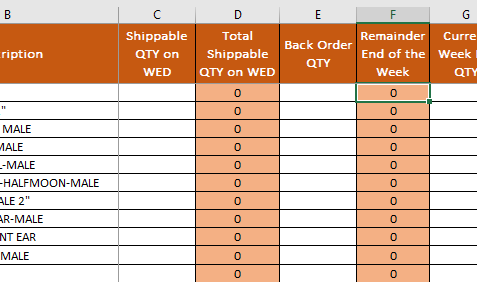 B C D E F G
ription Shippable QTY on WED Total Shippable QTY on WED Back Order QTY Remainder End of the Week Curre Week QTY
0 0
" 0 0
MALE 0 0
MALE 0 0
L-MALE 0 0
-HALFMOON-MALE 0 0
ALE 2" 0 0
AR-MALE 0 0
NT EAR 0 0
MALE 0 0
0 0